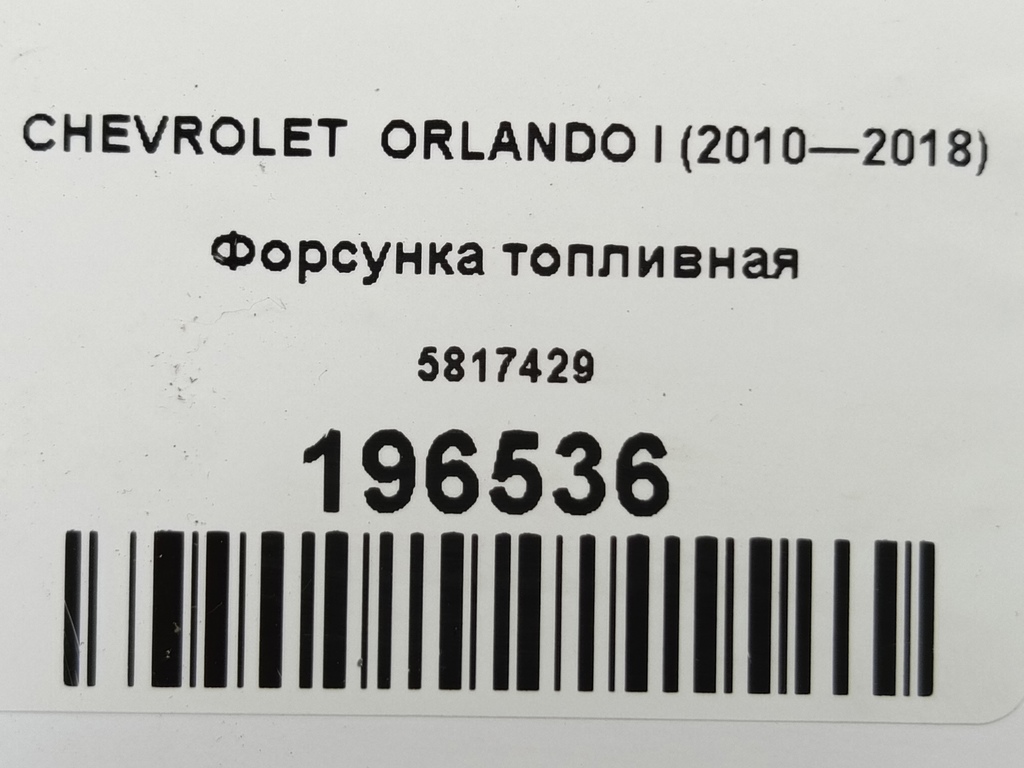 CHEVROLET ORLANDO I (2010—2018)
Форсунка топливная
5817429
196536